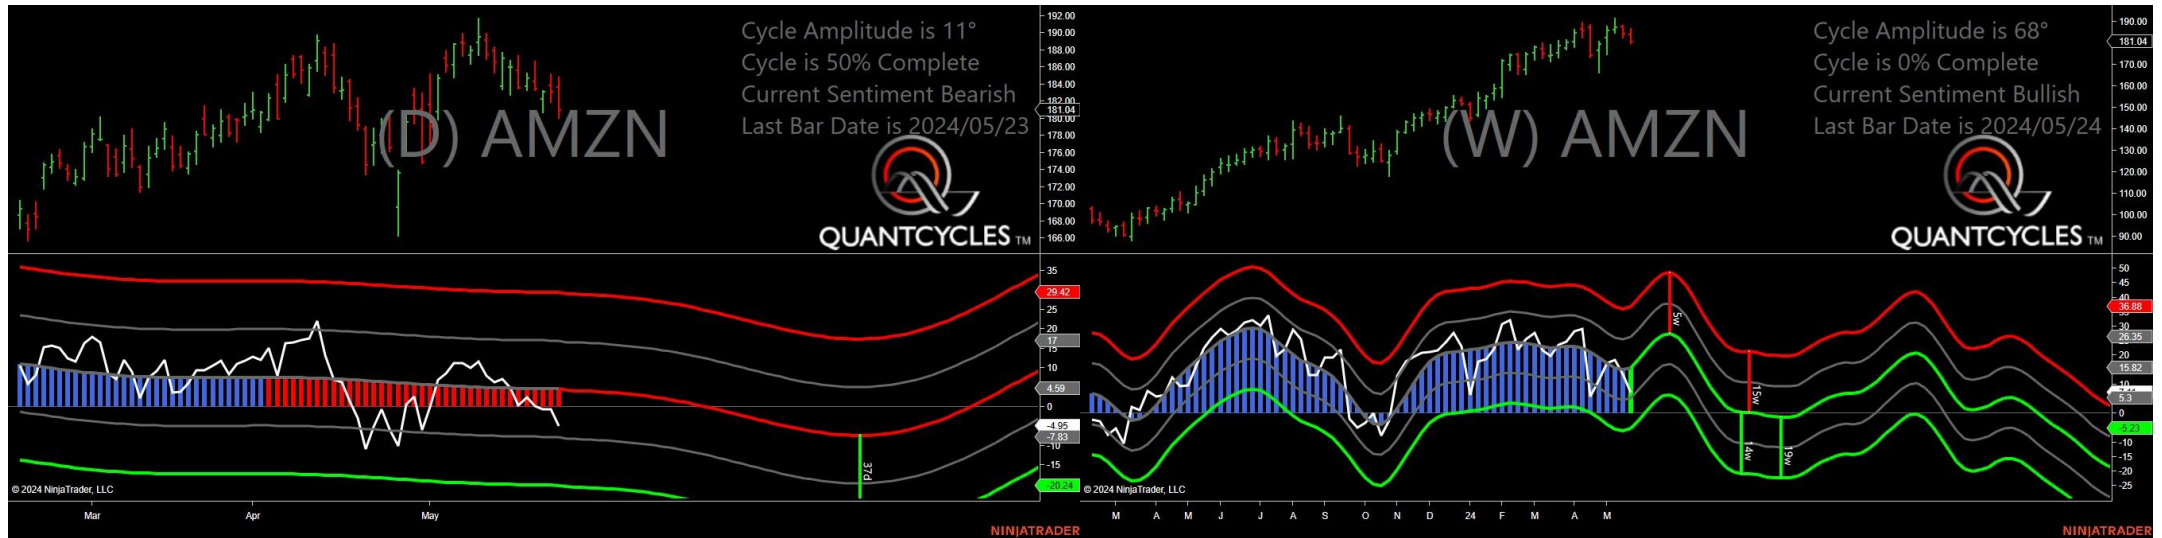 Cycle Amplitude is 11°
Cycle is 50% Complete
Current Sentiment Bearish
Last Bar Date is 2024/05/23
(D) AMZN
QUANTCYCLES TM
192.00
190.00
188.00
186.00
184.00
182.00
181.04
180.00
178.00
176.00
174.00
172.00
170.00
168.00
166.00
35
29.42
25
20
17
15
10
4.59
0
-4.95
-7.83
-10
-15
-20.24
37d
© 2024 NinjaTrader, LLC
Mar
Apr
May
NINJATRADER
Cycle Amplitude is 68°
Cycle is 0% Complete
Current Sentiment Bullish
Last Bar Date is 2024/05/24
(W) AMZN
QUANTCYCLES TM
190.00
181.04
170.00
160.00
150.00
140.00
130.00
120.00
110.00
100.00
90.00
50
45
40
36.88
30
26.35
20
15.82
10
5.3
0
-5.23
-10
-15
-20
-25
5w
15w
14w
19w
© 2024 NinjaTrader, LLC
M A M J J A S O N D 24 F M A M
NINJATRADER